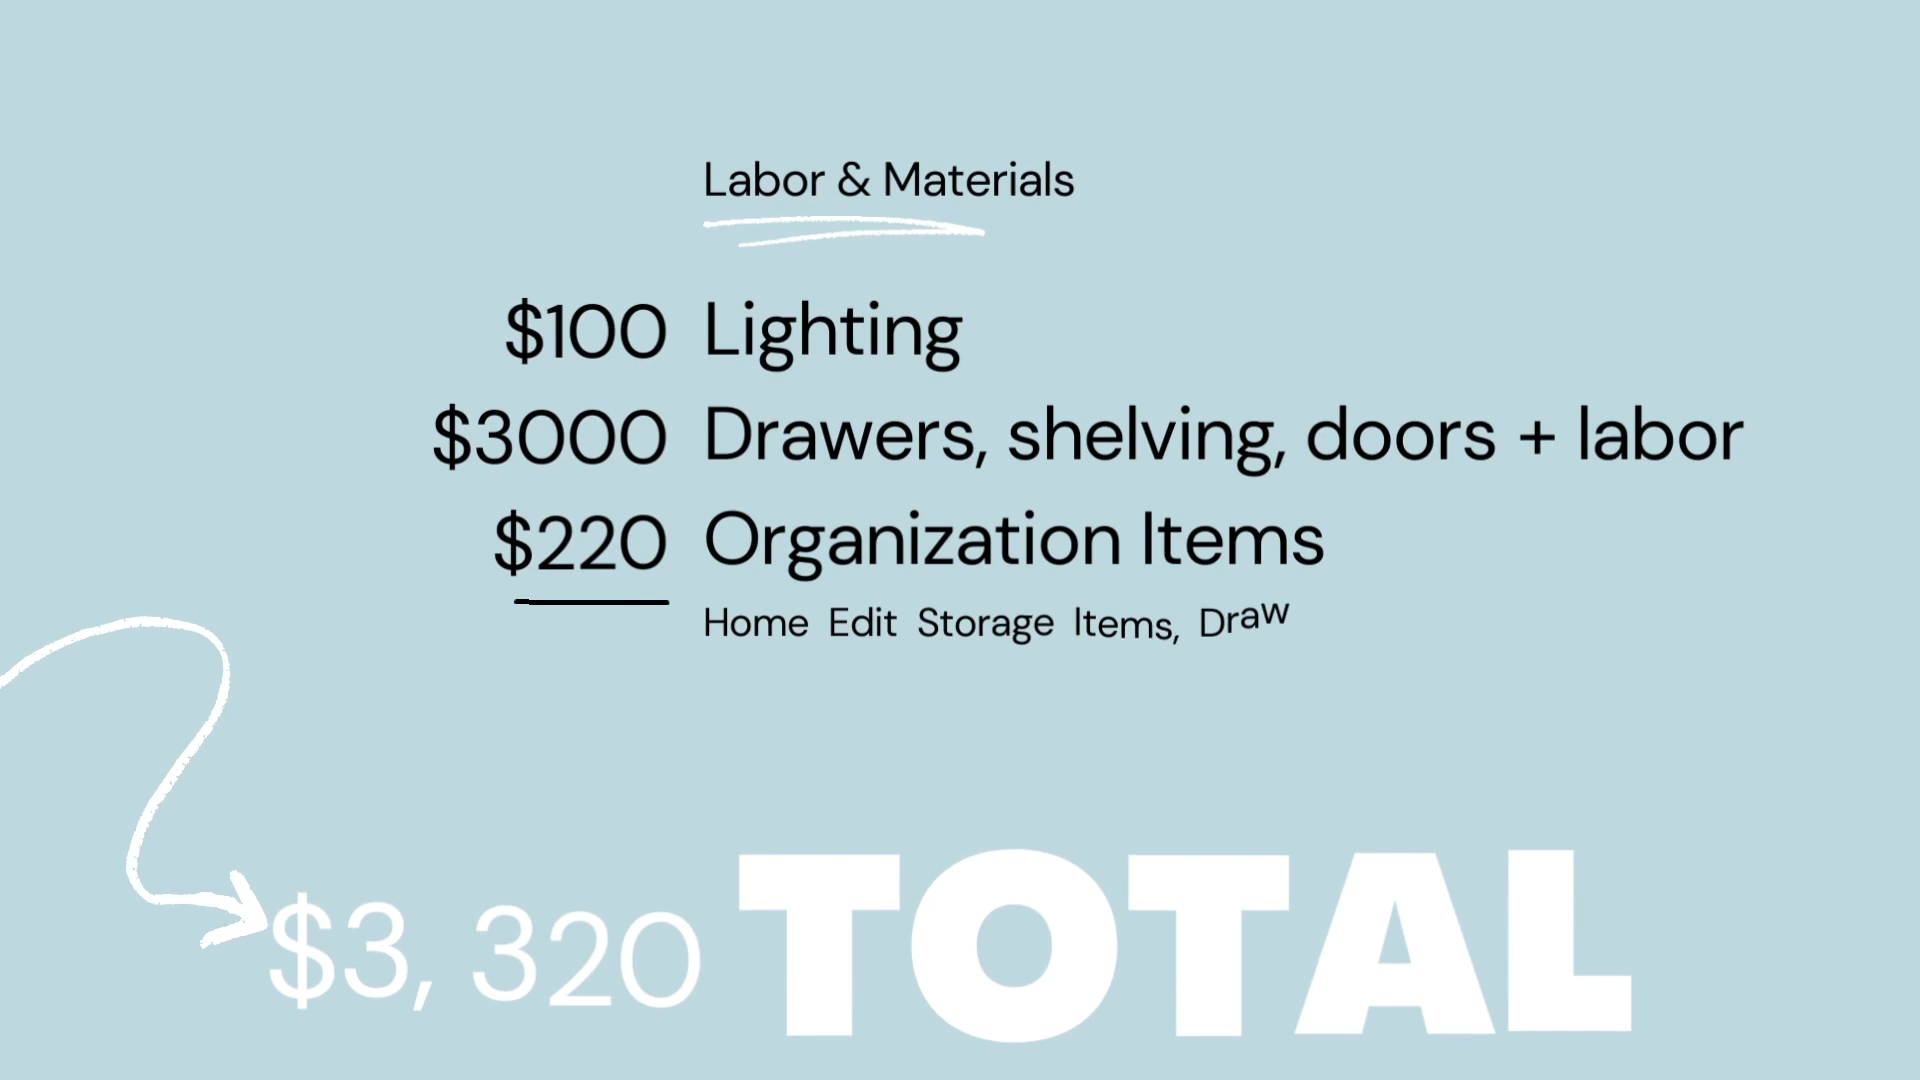 Labor & Materials
$100 Lighting
$3000 Drawers, shelving, doors + labor
$220 Organization Items
Home Edit Storage Items, Draw
$3, 320 TOTAL